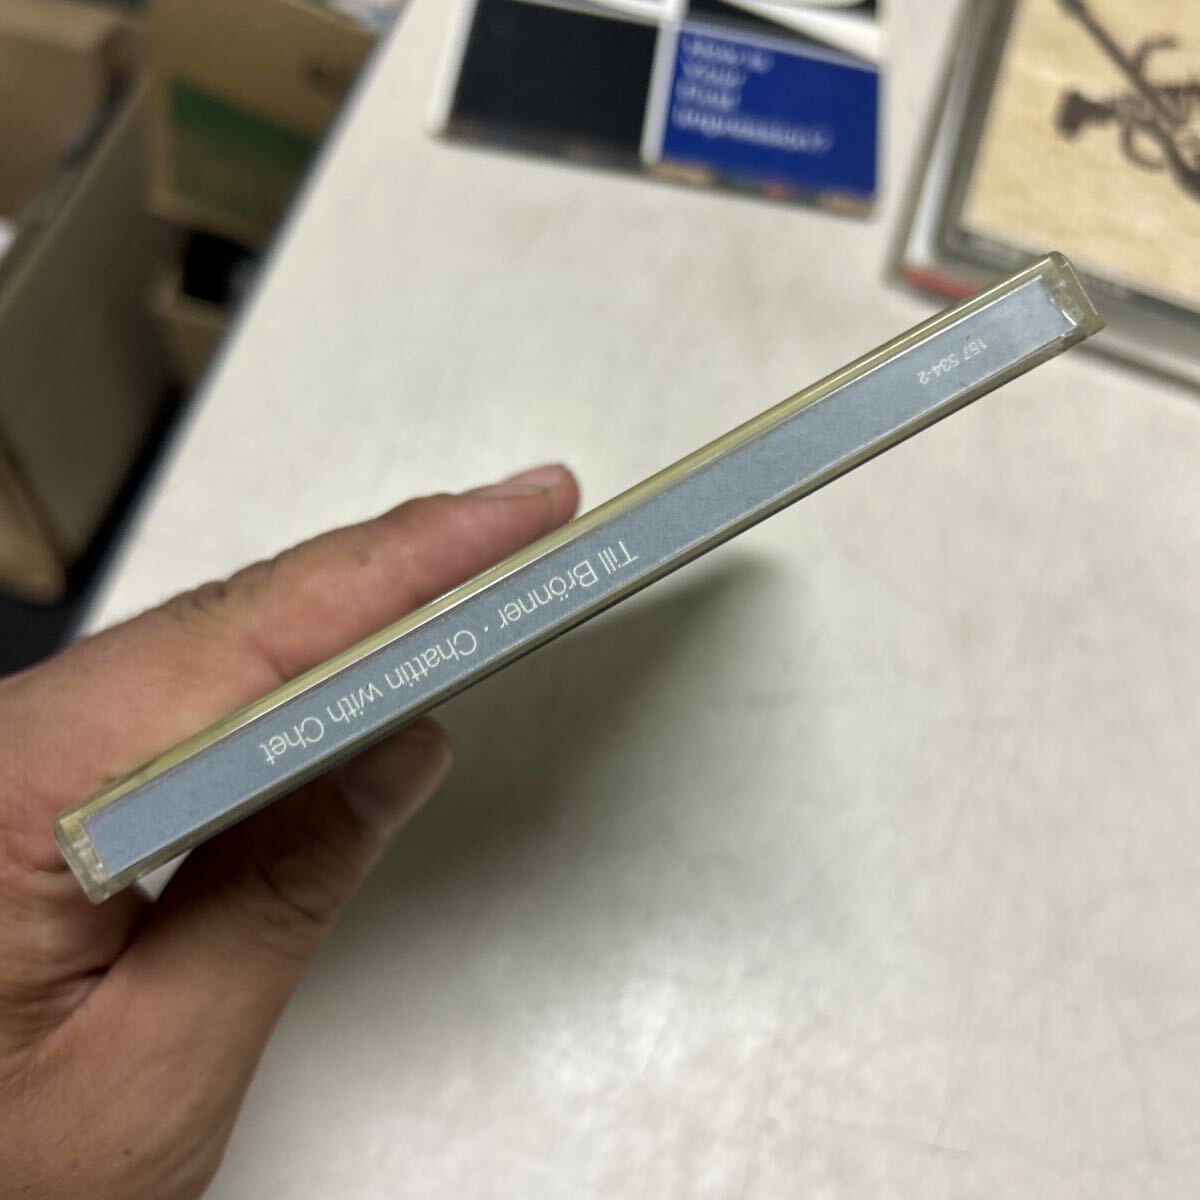 Till Brönner · Chattin with Chet
157 534-2